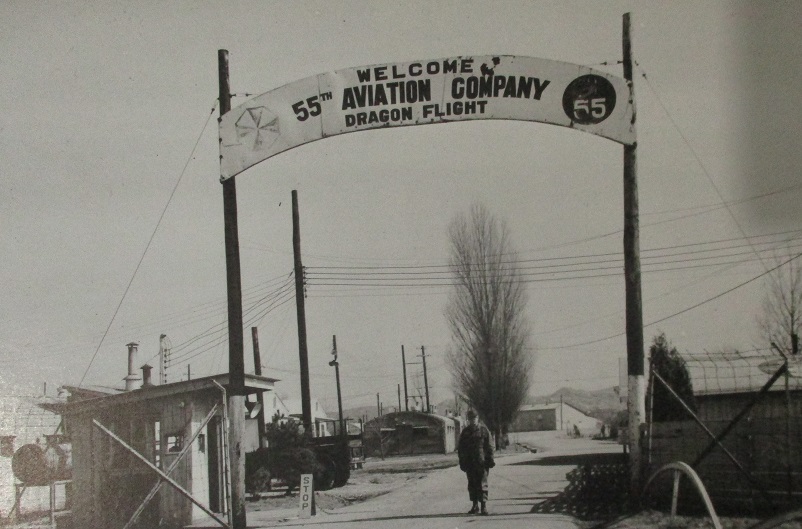 WELCOME
55TH AVIATION COMPANY
DRAGON FLIGHT
55
STOP